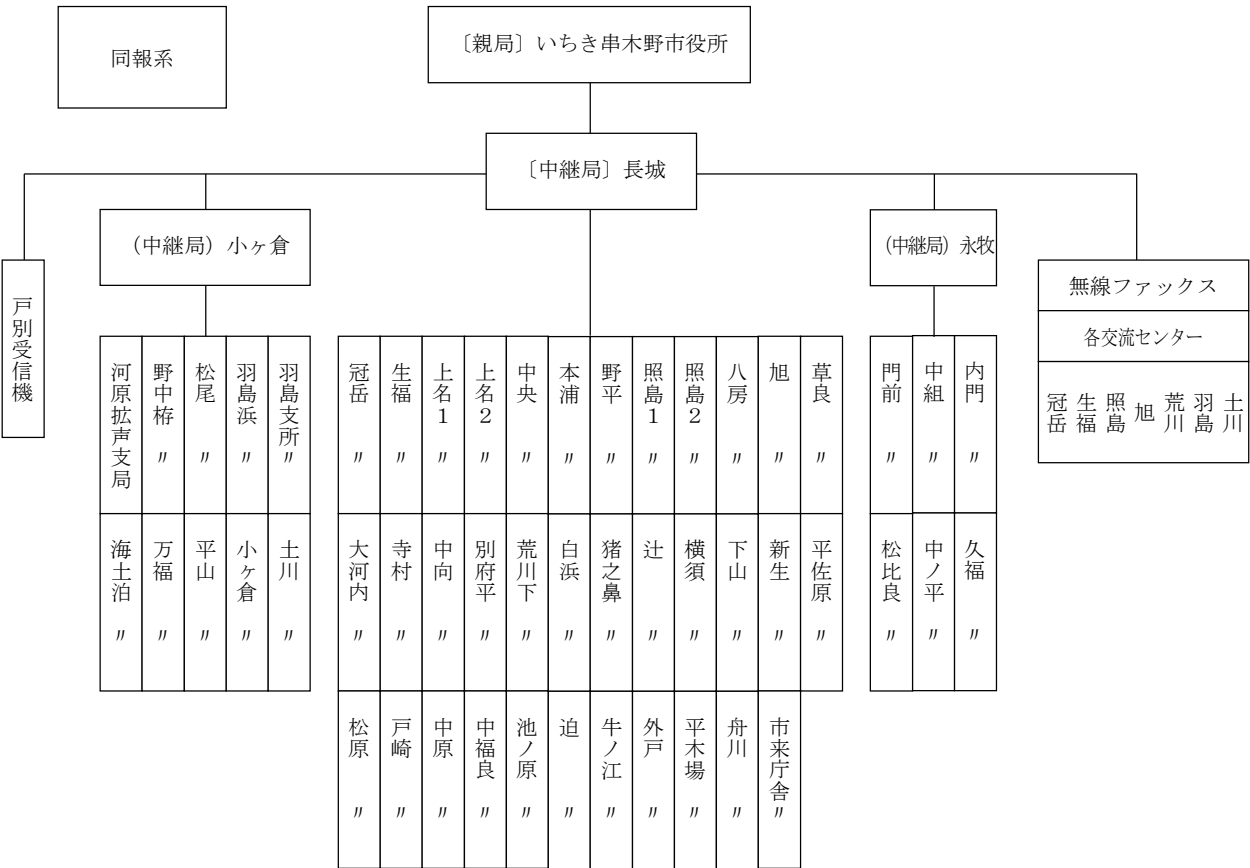 同報系
〔親局〕いちき串木野市役所
〔中継局〕長城
(中継局)小ヶ倉
(中継局)永牧
戸別受信機
無線ファックス
各交流センター
冠岳
生福
照島
旭
荒川
羽島
土川
河原拡声支局
野中栫 〃
松尾 〃
羽島浜 〃
羽島支所 〃
海土泊 〃
万福 〃
平山 〃
小ヶ倉 〃
土川 〃
冠岳 〃
生福 〃
上名1 〃
上名2 〃
中央 〃
本浦 〃
野平 〃
照島1 〃
照島2 〃
八房 〃
旭 〃
草良 〃
大河内 〃
寺村 〃
中向 〃
別府平 〃
荒川下 〃
白浜 〃
猪之鼻 〃
辻 〃
横須 〃
下山 〃
新生 〃
平佐原 〃
松原 〃
戸崎 〃
中原 〃
中福良 〃
池ノ原 〃
迫 〃
牛ノ江 〃
外戸 〃
平木場 〃
舟川 〃
市来庁舎 〃
門前 〃
中組 〃
内門 〃
松比良 〃
中ノ平 〃
久福 〃